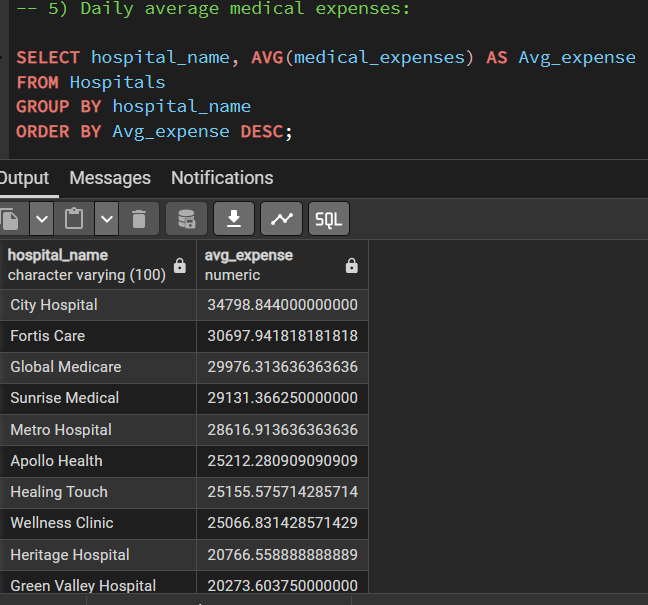 -- 5) Daily average medical expenses:
SELECT hospital_name, AVG(medical_expenses) AS Avg_expense
FROM Hospitals
GROUP BY hospital_name
ORDER BY Avg_expense DESC;
Output Messages Notifications
SQL
hospital_name avg_expense
character varying (100) numeric
City Hospital 34798.844000000000
Fortis Care 30697.941818181818
Global Medicare 29976.313636363636
Sunrise Medical 29131.366250000000
Metro Hospital 28616.913636363636
Apollo Health 25212.280909090909
Healing Touch 25155.575714285714
Wellness Clinic 25066.831428571429
Heritage Hospital 20766.558888888889
Green Valley Hospital 20273.603750000000